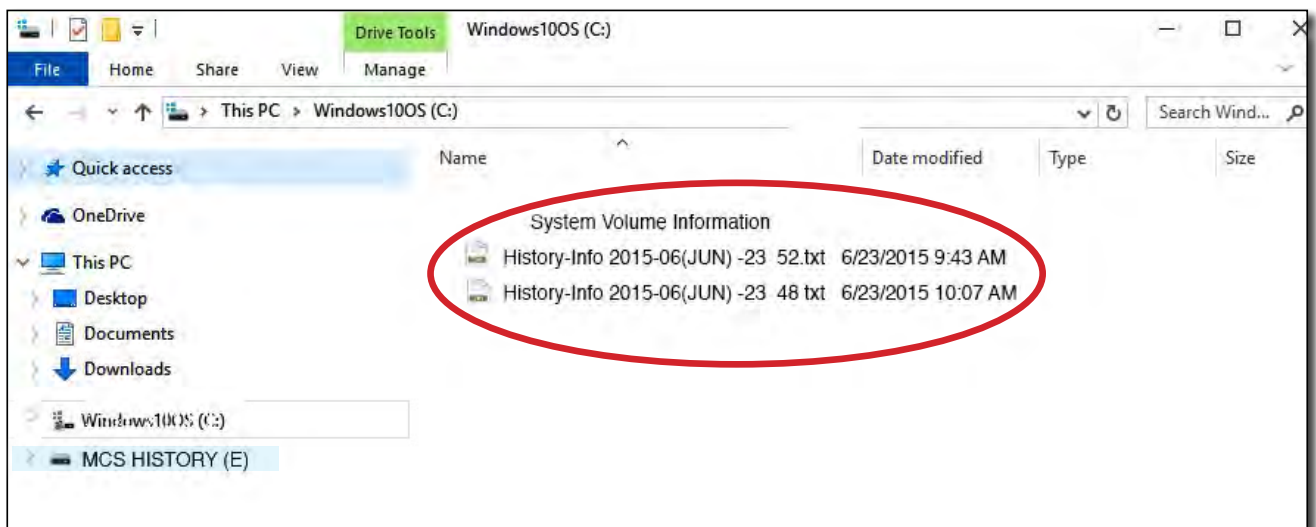 Drive Tools Windows10OS (C:)
File Home Share View Manage
This PC > Windows10OS (C:) Search Wind...
Name Date modified Type Size
Quick access
OneDrive
System Volume Information
This PC History-Info 2015-06(JUN) -23 52.txt 6/23/2015 9:43 AM
Desktop History-Info 2015-06(JUN) -23 48 txt 6/23/2015 10:07 AM
Documents
Downloads
Windows10OS (C:)
MCS HISTORY (E)